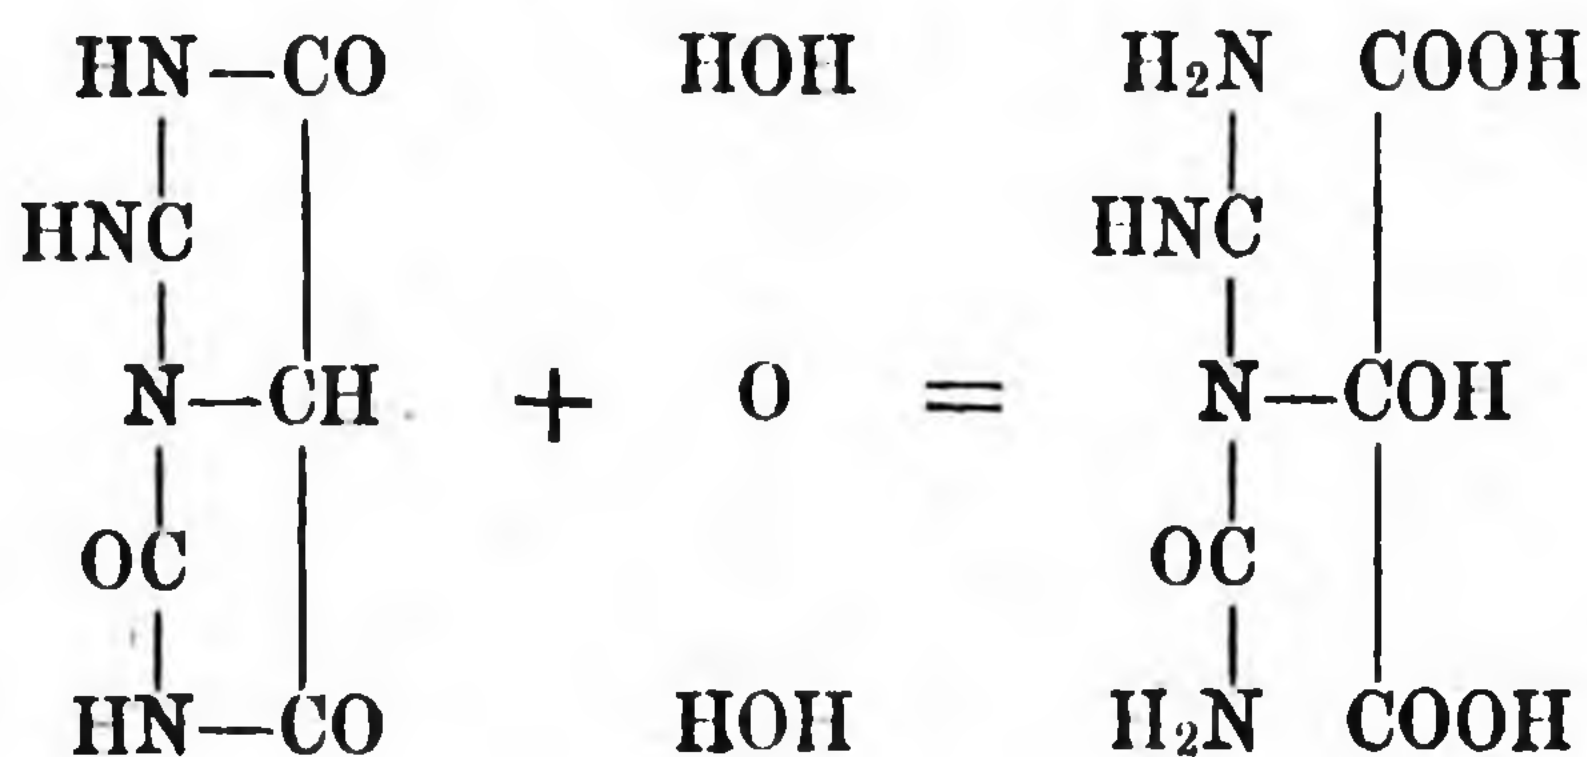 HN—CO HOH H₂N COOH
HNC HNC
N—CH + O = N—COH
OC OC
HN—CO HOH H₂N COOH